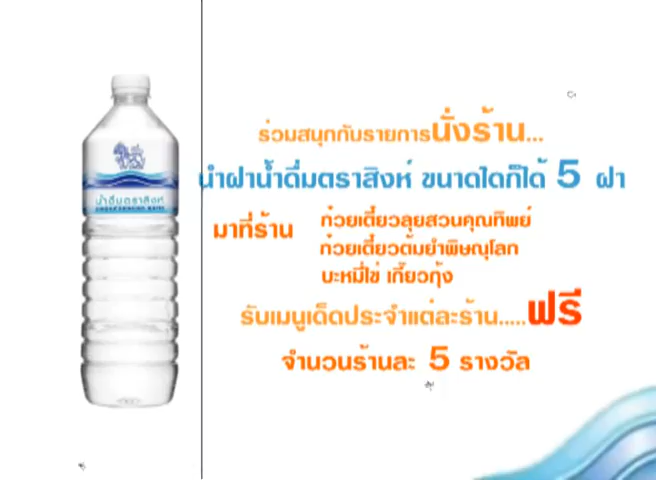 ร่วมสนุกกับรายการนั่งร้าน...
นำฝาน้ำดื่มตราสิงห์ ขนาดใดก็ได้ 5 ฝา
มาที่ร้าน
ก๋วยเตี๋ยวลุยสวนคุณทิพย์
ก๋วยเตี๋ยวต้มยำพิษณุโลก
บะหมี่ไข่ เกี๊ยวกุ้ง
รับเมนูเด็ดประจำแต่ละร้าน.....ฟรี
จำนวนร้านละ 5 รางวัล
น้ำดื่มตราสิงห์